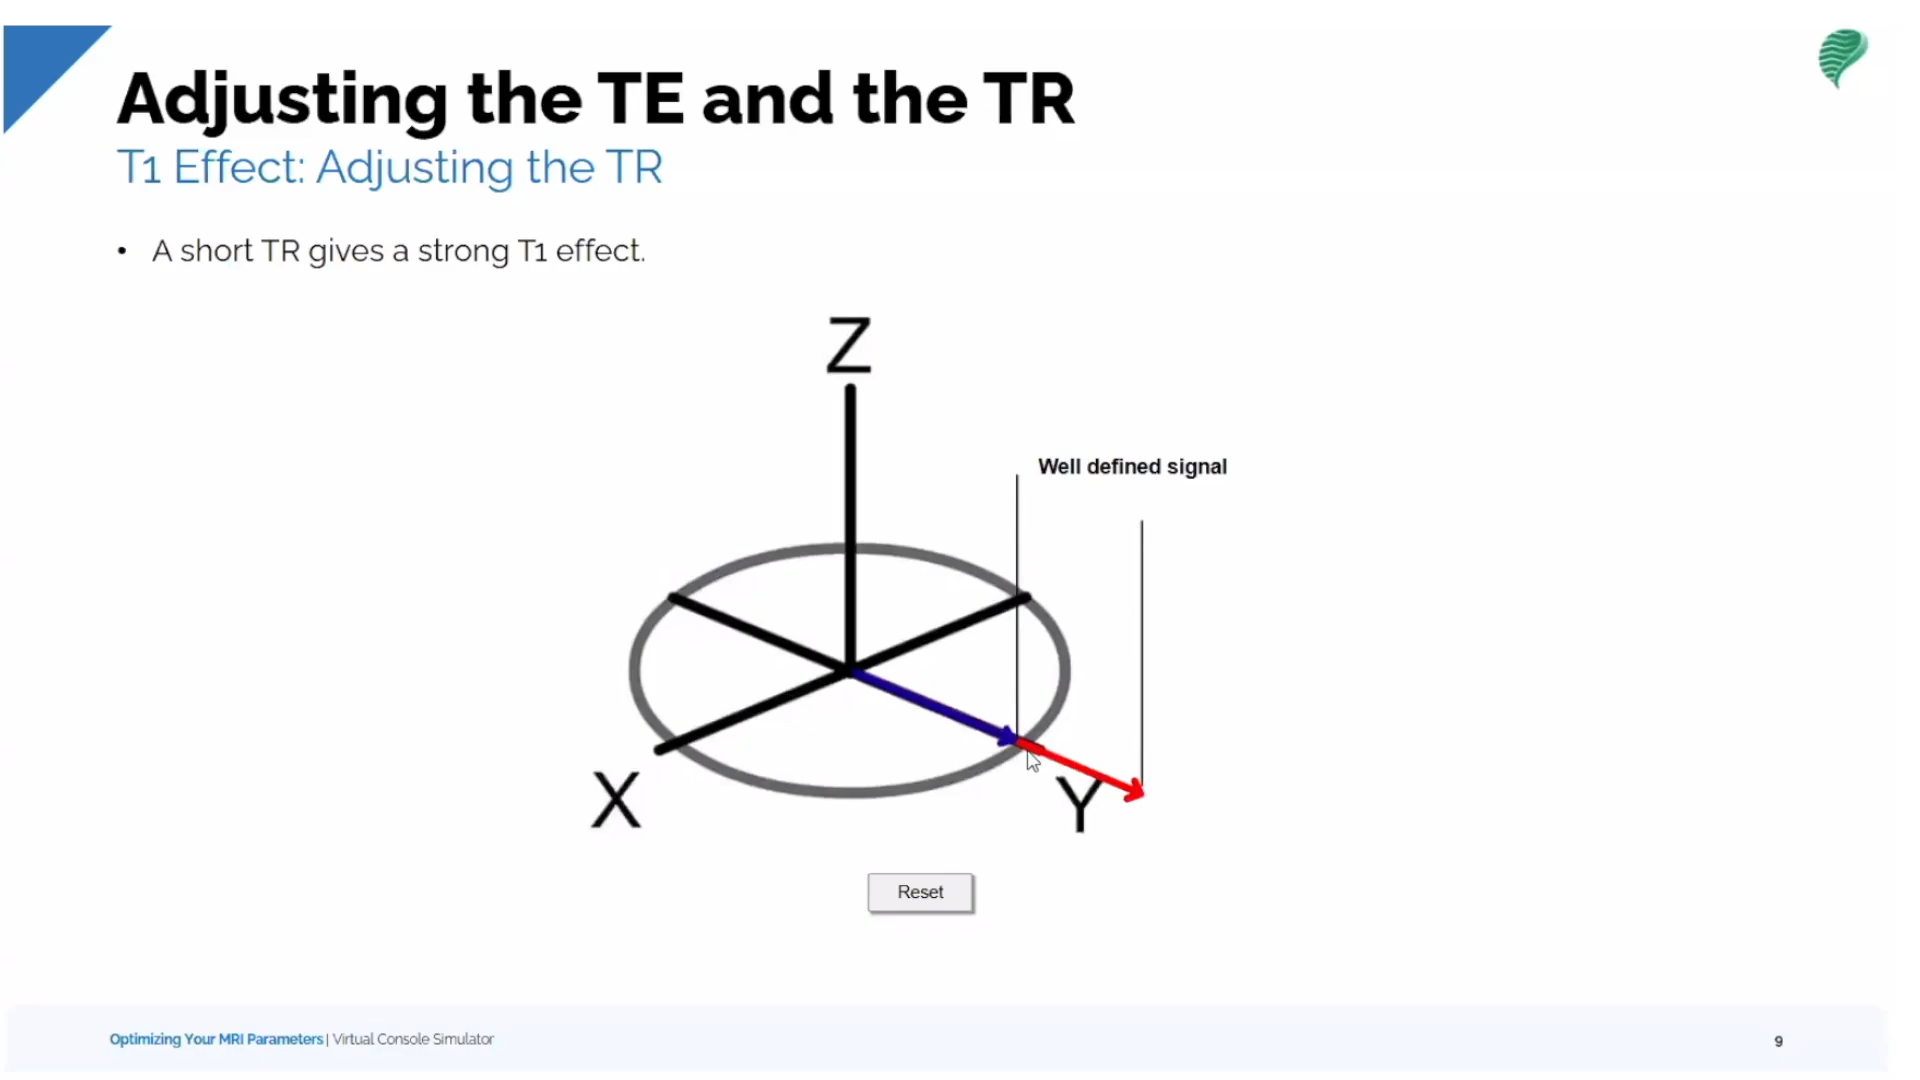 Adjusting the TE and the TR
T1 Effect: Adjusting the TR
• A short TR gives a strong T1 effect.
Z
Well defined signal
X
Y
Reset
Optimizing Your MRI Parameters | Virtual Console Simulator
9